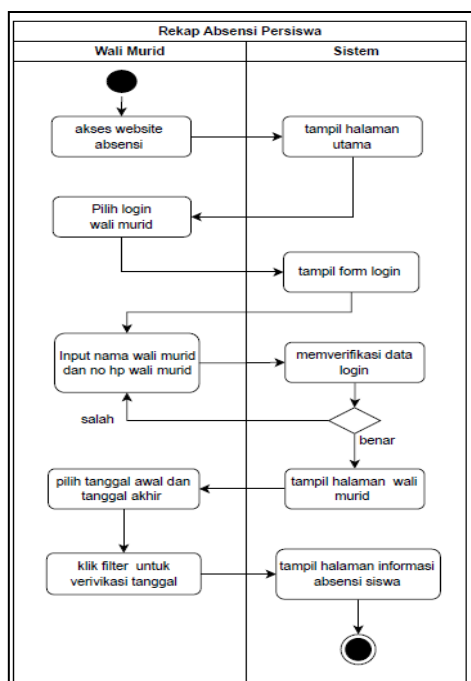 Rekap Absensi Persiswa
Wali Murid
Sistem
akses website
absensi
tampil halaman
utama
Pilih login
wali murid
tampil form login
Input nama wali murid
dan no hp wali murid
memverifikasi data
login
salah
benar
tampil halaman wali
murid
pilih tanggal awal dan
tanggal akhir
klik filter untuk
verivikasi tanggal
tampil halaman informasi
absensi siswa